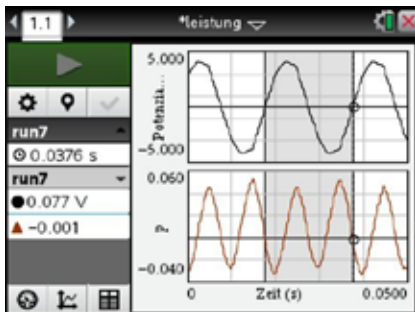 1.1
*leistung
run7
0.0376 s
run7
0.077 V
-0.001
5.000
Potenzia...
-5.000
0.060
P
-0.040
0
Zeit (s)
0.0500